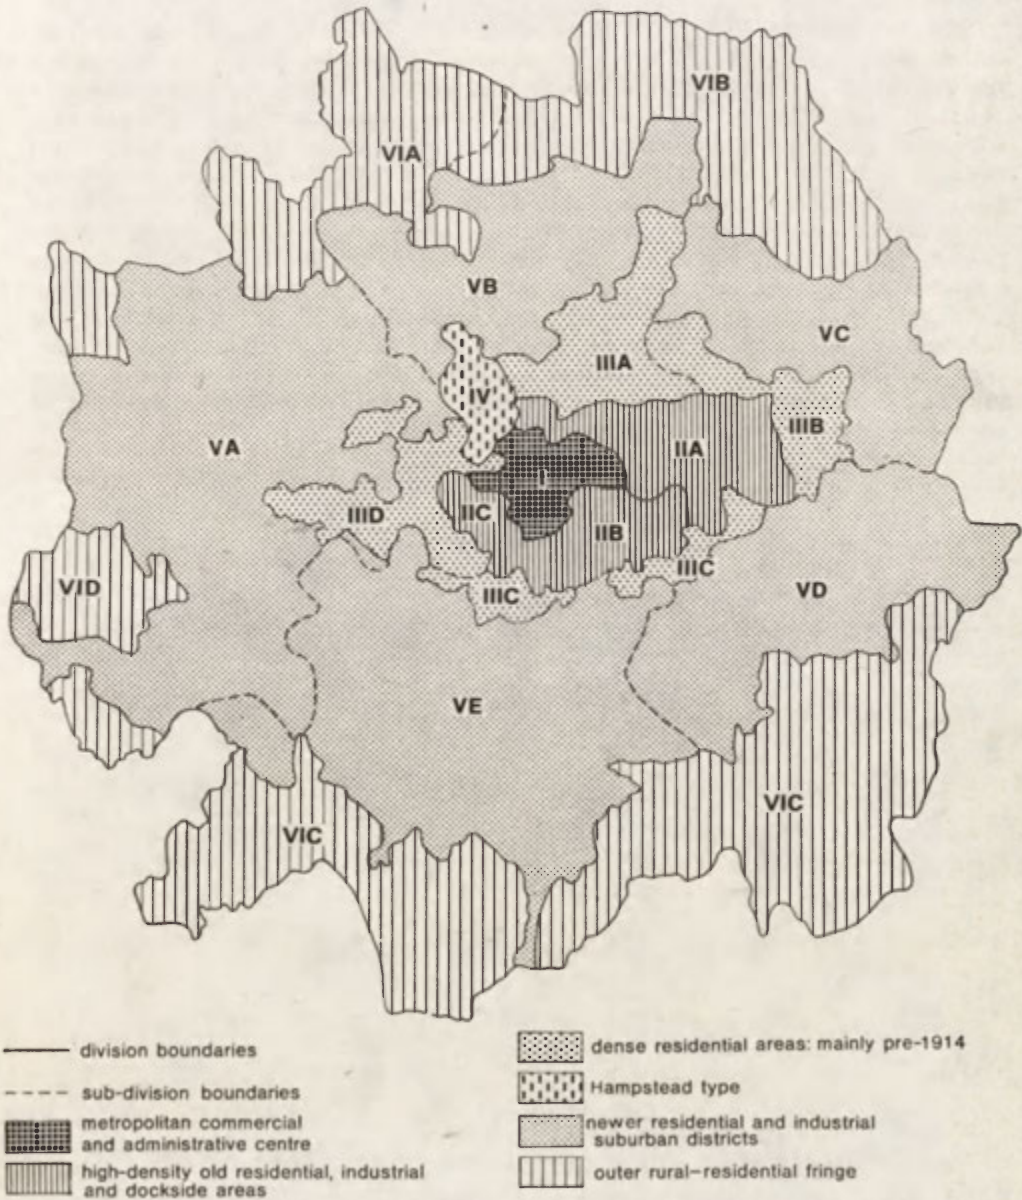 VIB
VIA
VB
VC
IIIA
IV
IIIB
VA
IIA
I
IIID
IIC
IIB
IIIC
IIIC
VID
VD
VE
VIC
VIC
division boundaries
sub-division boundaries
metropolitan commercial
and administrative centre
high-density old residential, industrial
and dockside areas
dense residential areas: mainly pre-1914
Hampstead type
newer residential and industrial
suburban districts
outer rural-residential fringe